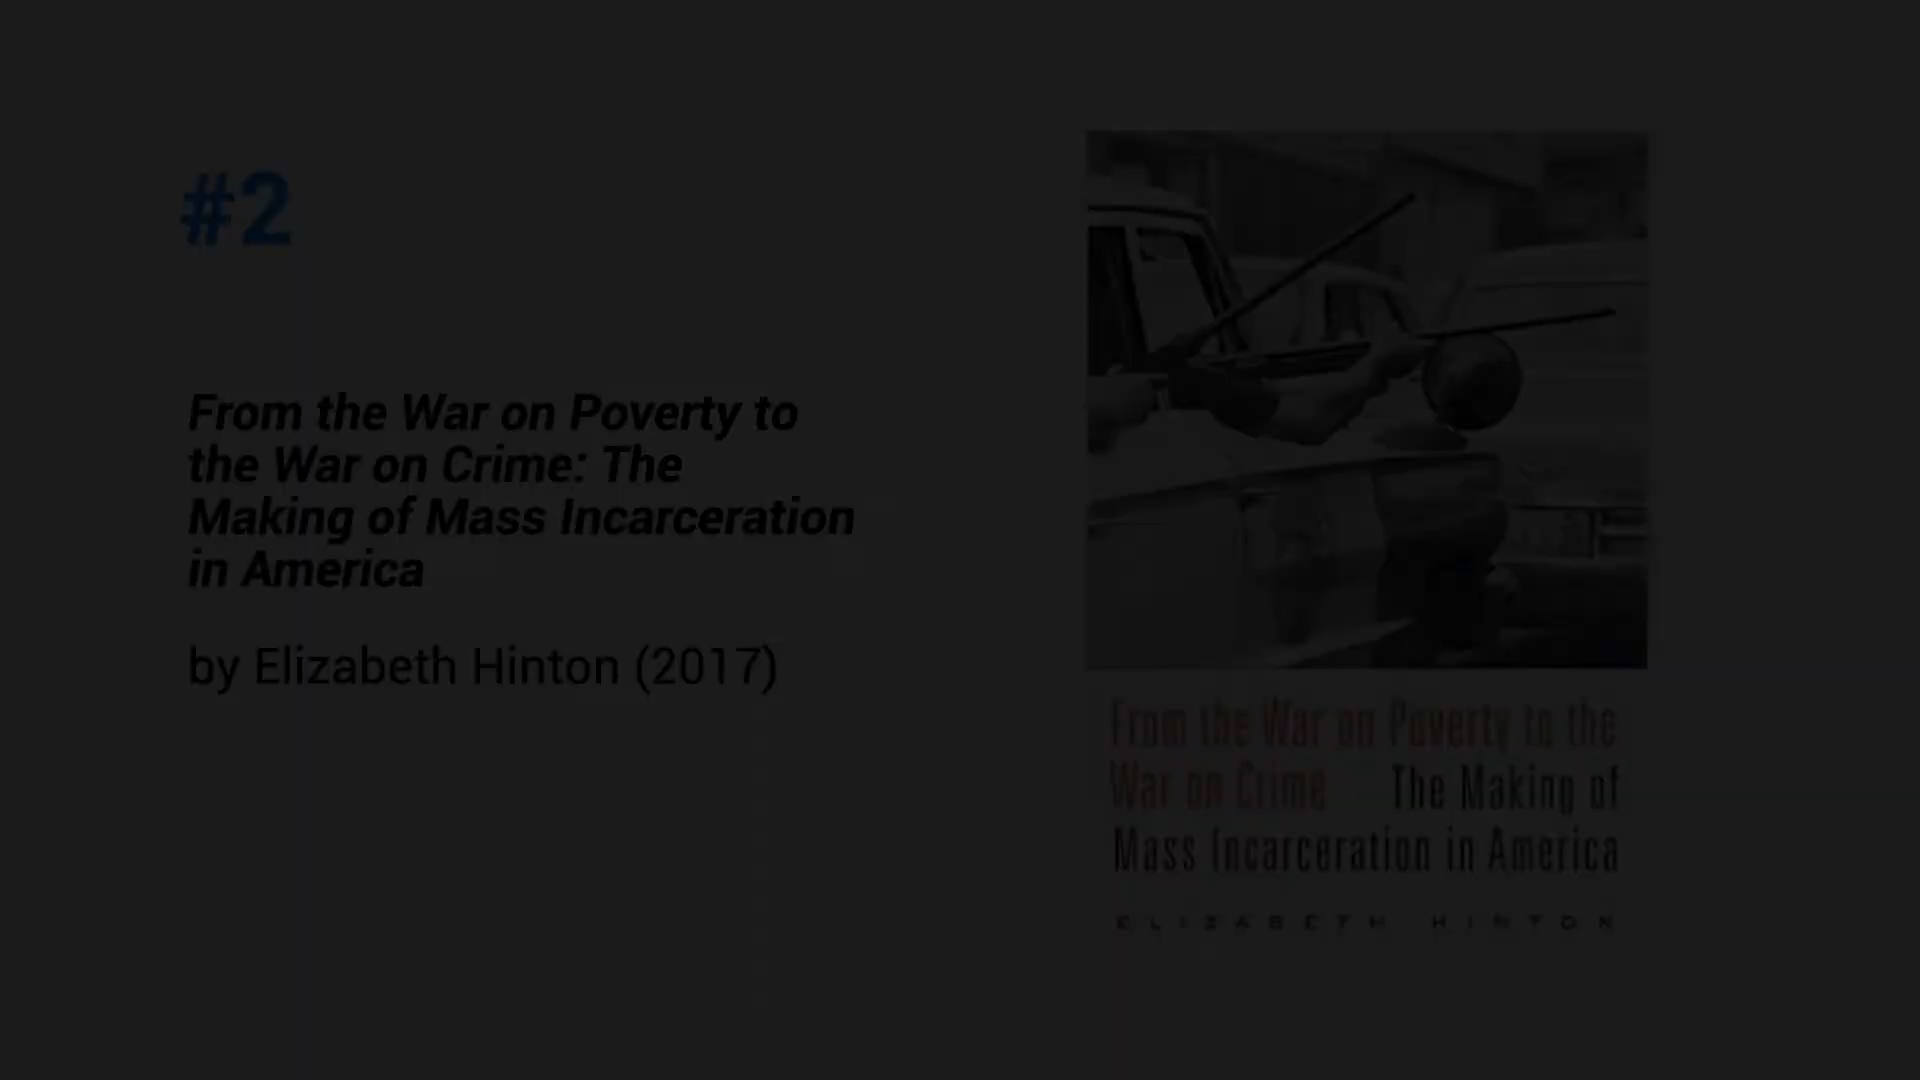 #2
From the War on Poverty to
the War on Crime: The
Making of Mass Incarceration
in America
by Elizabeth Hinton (2017)
From the War on Poverty to the
War on Crime The Making of
Mass Incarceration in America
ELIZABETH HINTON